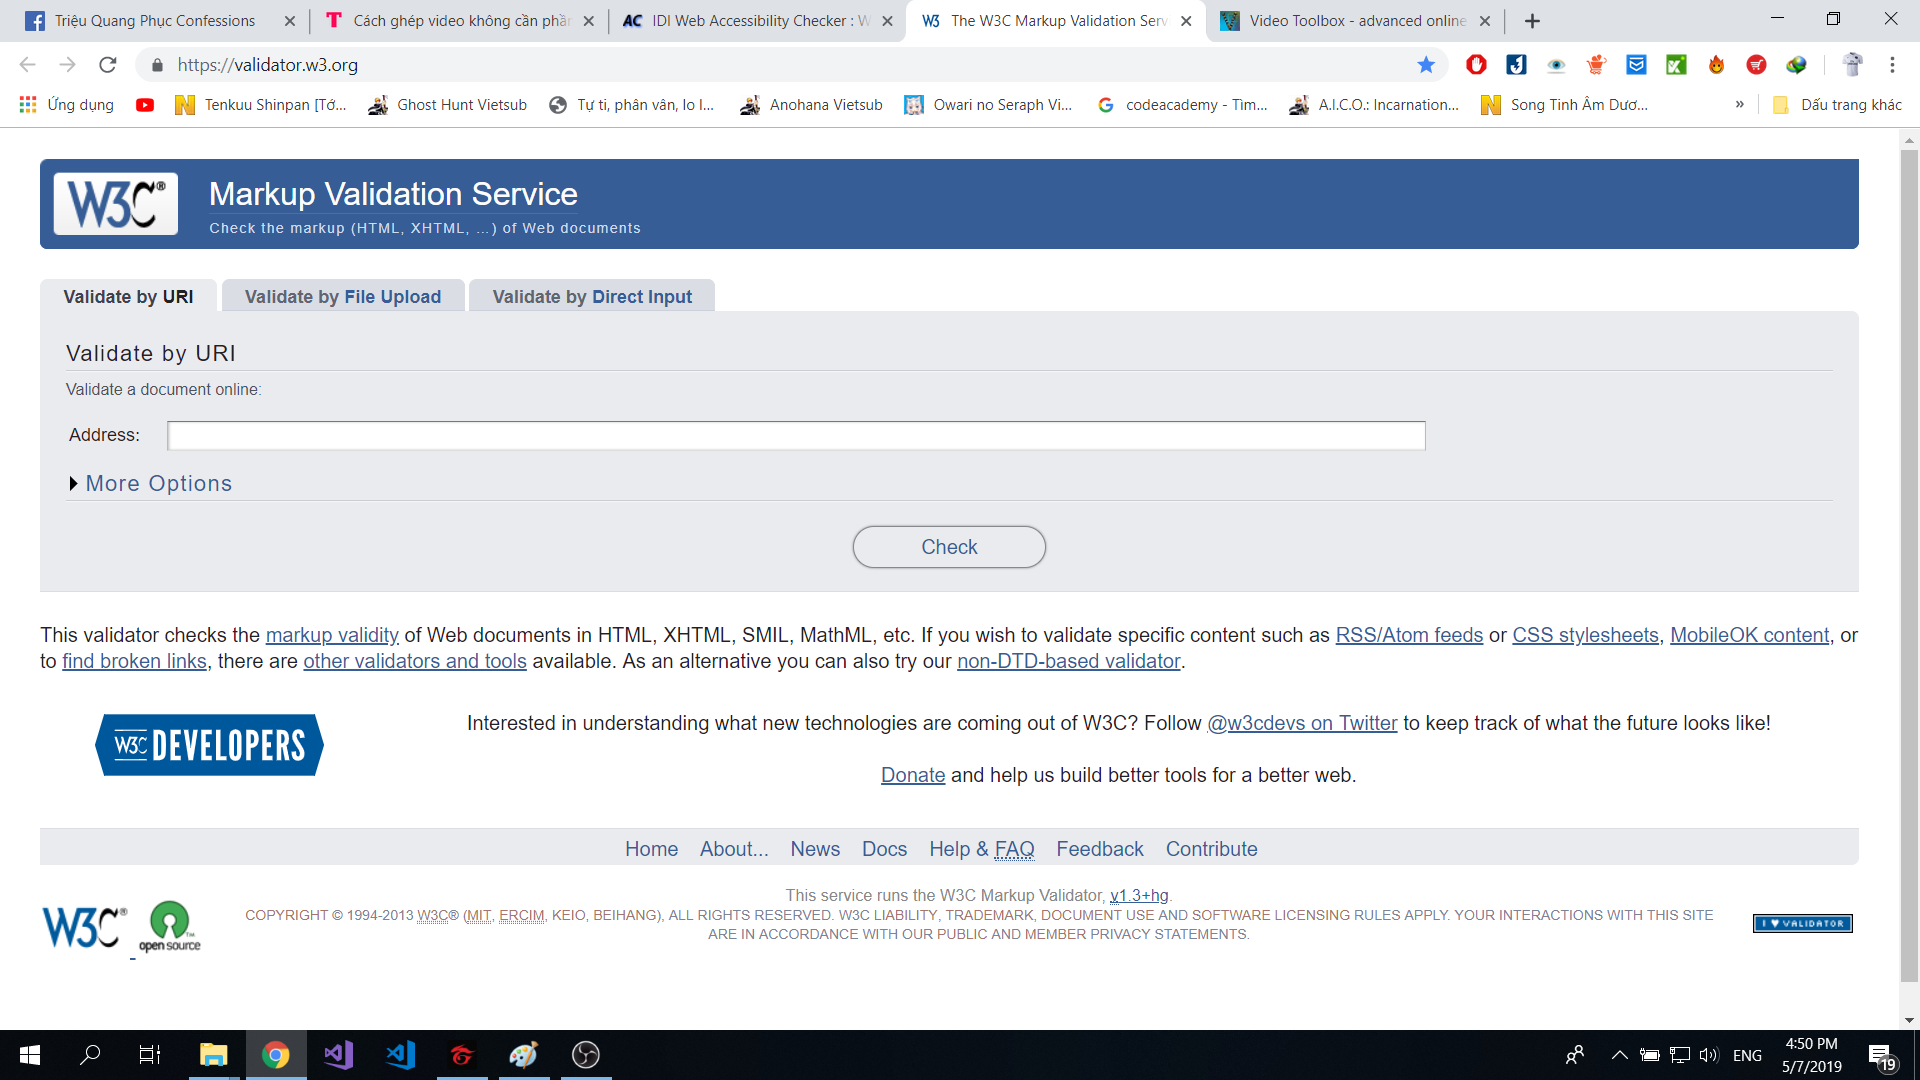 Triệu Quang Phục Confessions
Cách ghép video không cần phần
AC IDI Web Accessibility Checker : W
W3 The W3C Markup Validation Serv
Video Toolbox - advanced online
https://validator.w3.org
Ứng dụng
Tenkuu Shinpan [Tớ...
Ghost Hunt Vietsub
Tự ti, phân vân, lo l...
Anohana Vietsub
Owari no Seraph Vi...
codeacademy - Tìm...
A.I.C.O.: Incarnation...
Song Tinh Âm Dươ...
»
Dấu trang khác
W3C®
Markup Validation Service
Check the markup (HTML, XHTML, …) of Web documents
Validate by URI
Validate by File Upload
Validate by Direct Input
Validate by URI
Validate a document online:
Address:
More Options
Check
This validator checks the markup validity of Web documents in HTML, XHTML, SMIL, MathML, etc. If you wish to validate specific content such as RSS/Atom feeds or CSS stylesheets, MobileOK content, or
to find broken links, there are other validators and tools available. As an alternative you can also try our non-DTD-based validator.
W3C DEVELOPERS
Interested in understanding what new technologies are coming out of W3C? Follow @w3cdevs on Twitter to keep track of what the future looks like!
Donate and help us build better tools for a better web.
Home About... News Docs Help & FAQ Feedback Contribute
This service runs the W3C Markup Validator, v1.3+hg.
COPYRIGHT © 1994-2013 W3C® (MIT, ERCIM, KEIO, BEIHANG), ALL RIGHTS RESERVED. W3C LIABILITY, TRADEMARK, DOCUMENT USE AND SOFTWARE LICENSING RULES APPLY. YOUR INTERACTIONS WITH THIS SITE
ARE IN ACCORDANCE WITH OUR PUBLIC AND MEMBER PRIVACY STATEMENTS.
W3C®
open source™
I ♥ VALIDATOR
ENG
4:50 PM
5/7/2019
19